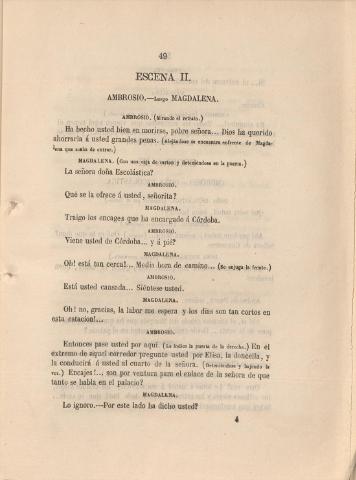 49
ESCENA II.
AMBROSIO.—Luego MAGDALENA.
AMBROSIO. (Mirando el retrato.)
Ha hecho usted bien en morirse, pobre señora... Dios ha querido
ahorrarla á usted grandes penas. (Alejándose se encuentra enfrente de Magda-
lena que acaba de entrar.)
MAGDALENA. (Con una caja de carton y deteniéndose en la puerta.)
La señora doña Escolástica?
AMBROSIO.
Qué se la ofrece á usted, señorita?
MAGDALENA.
Traigo los encages que ha encargado á Córdoba.
AMBROSIO.
Viene usted de Córdoba... y á pié?
MAGDALENA.
Oh! está tan cerca!... Media hora de camino... (Se enjuga la frente.)
AMBROSIO.
Está usted cansada... Siéntese usted.
MAGDALENA.
Oh! no, gracias, la labor me espera y los dias son tan cortos en
esta estacion!...
AMBROSIO.
Entonces pase usted por aquí. (La indica la puerta de la derecha.) En el
extremo de aquel corredor pregunte usted por Elisa, la doncella, y
la conducirá á usted al cuarto de la señora. (Deteniéndose y bajando la
voz.) Encajes!..., son por ventura para el enlace de la señora de que
tanto se habla en el palacio?
MAGDALENA.
Lo ignoro.—Por este lado ha dicho usted?
4